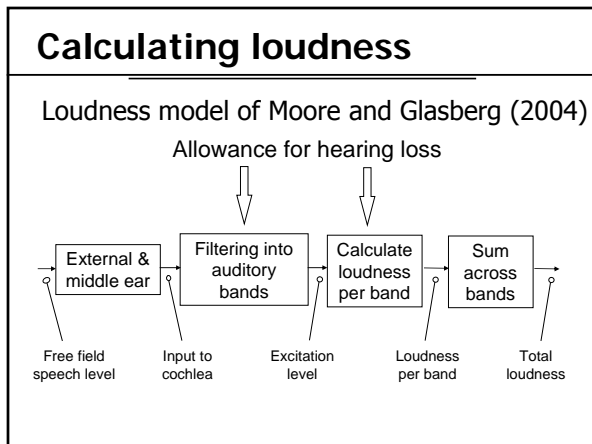 Calculating loudness
Loudness model of Moore and Glasberg (2004)
Allowance for hearing loss
External &
middle ear
Filtering into
auditory
bands
Calculate
loudness
per band
Sum
across
bands
Free field
speech level
Input to
cochlea
Excitation
level
Loudness
per band
Total
loudness